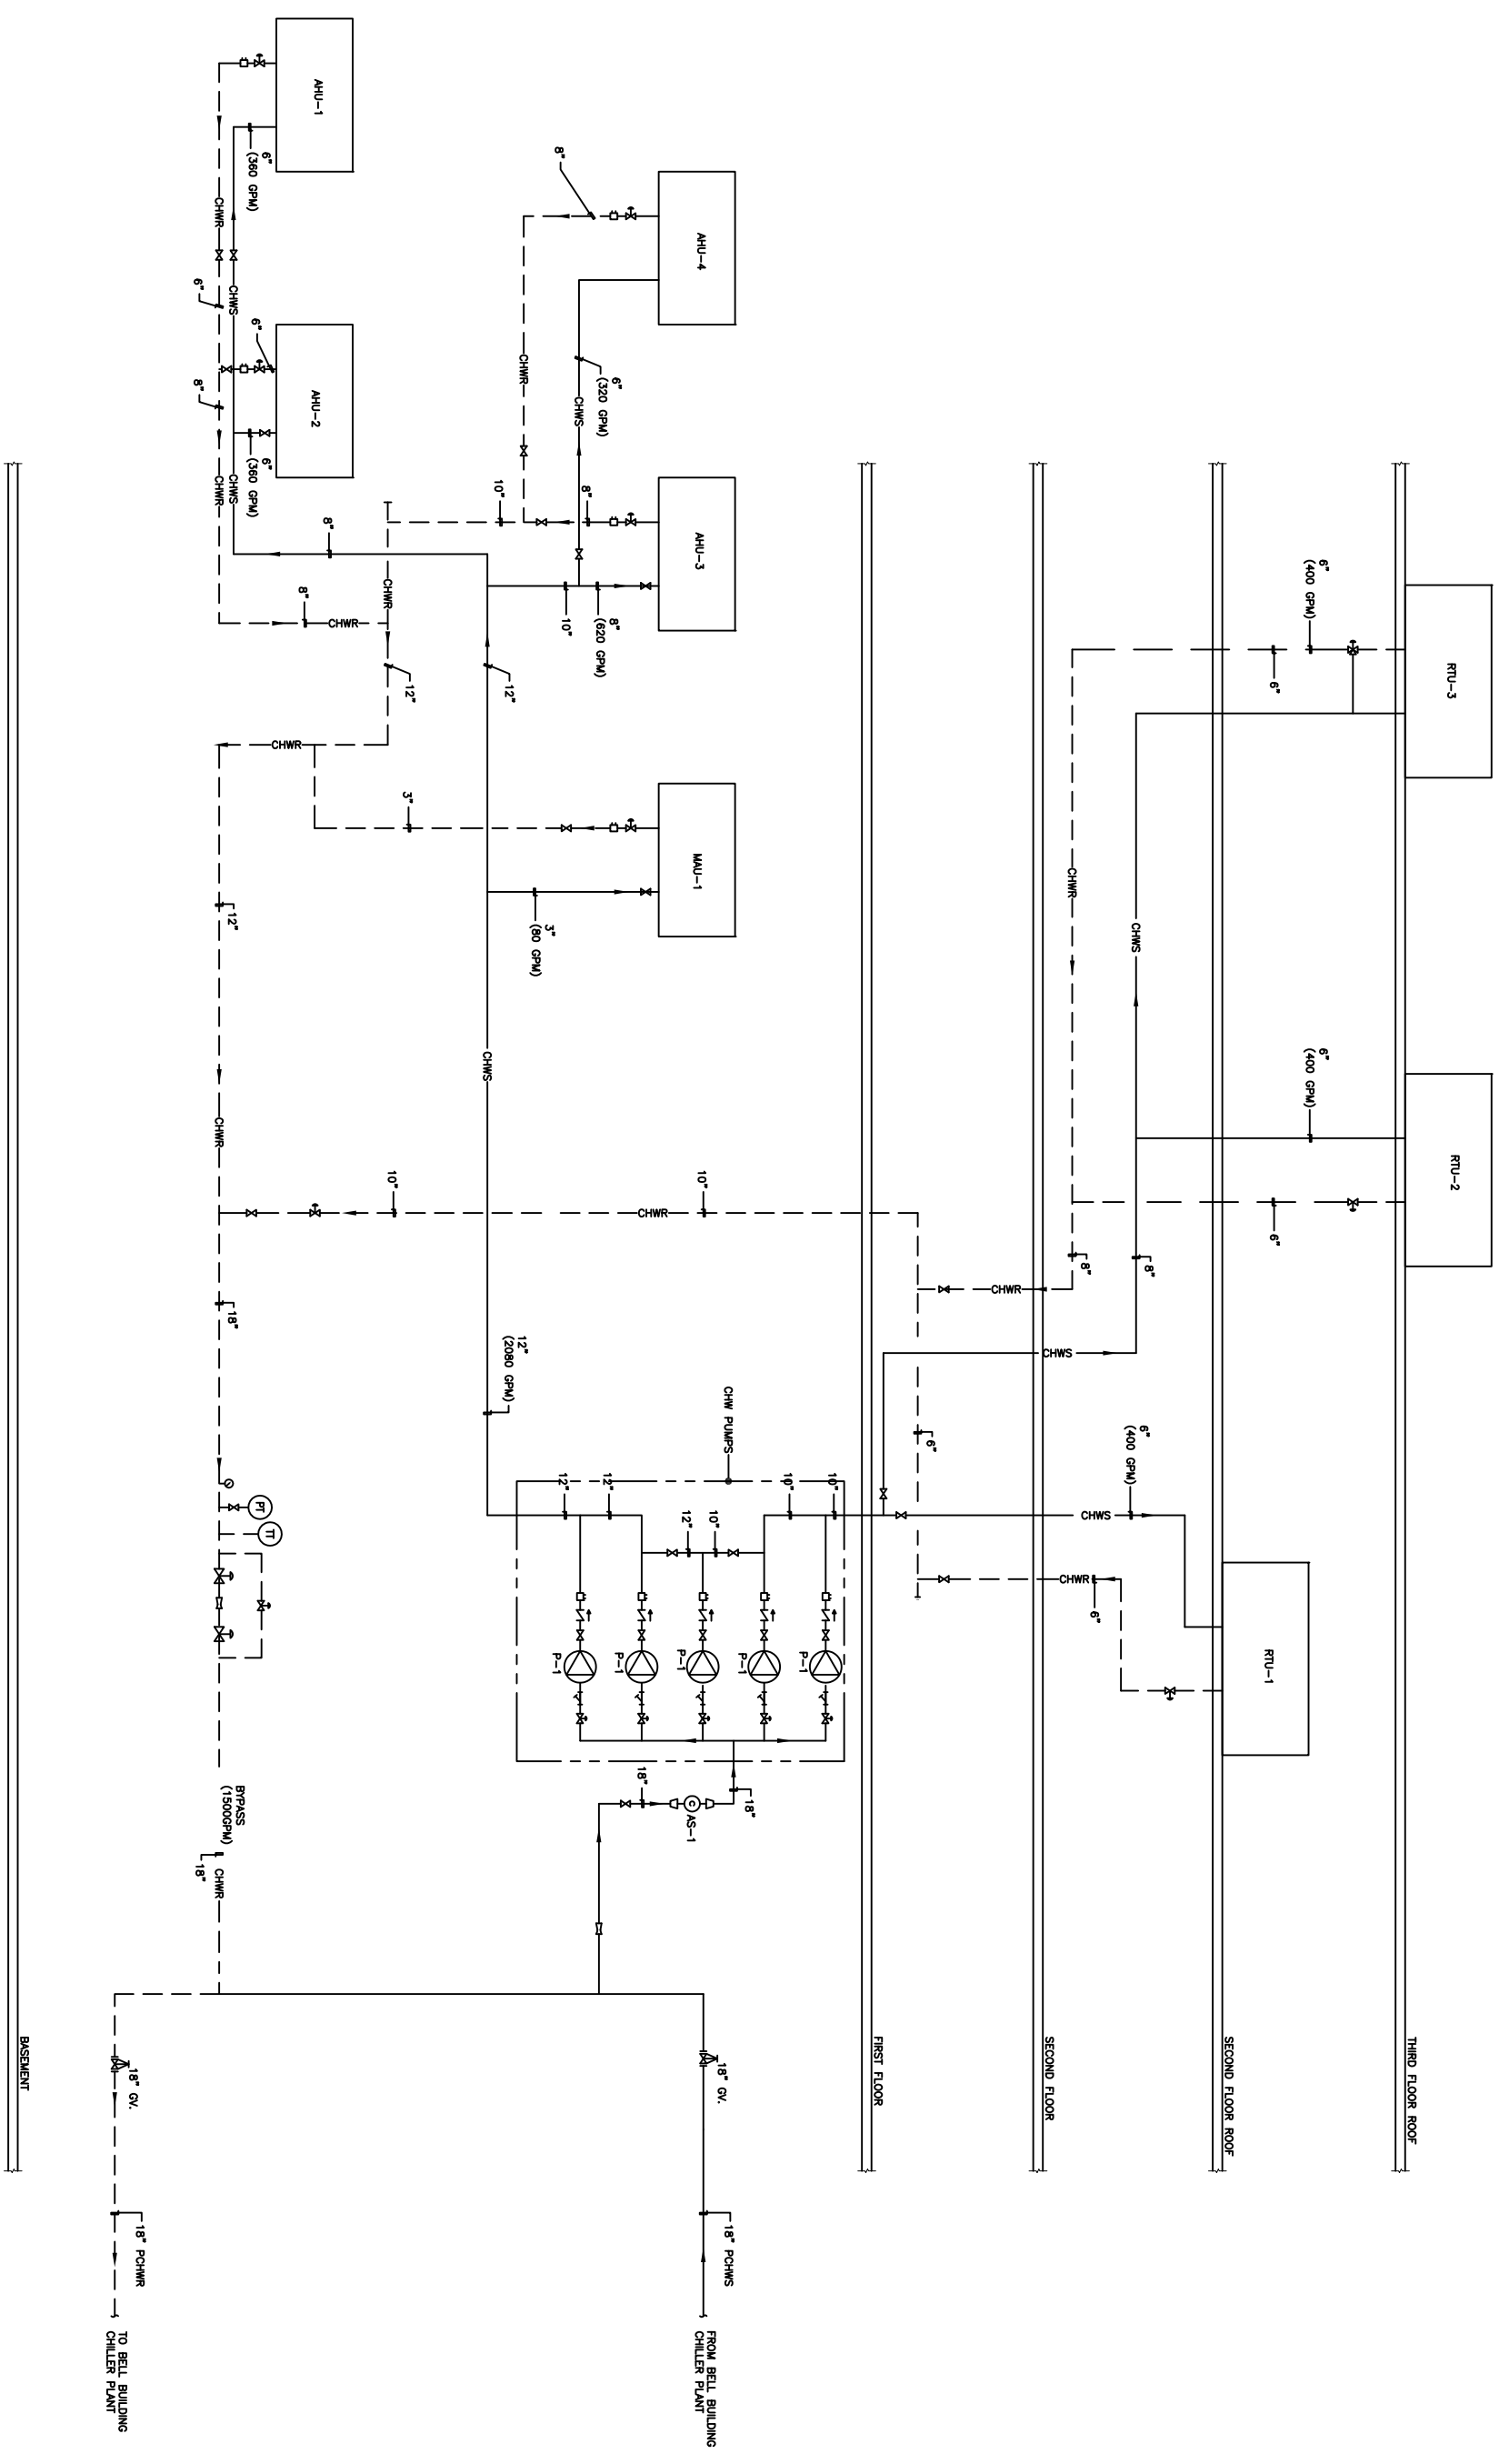 RTU-3
RTU-2
THIRD FLOOR ROOF
6"
(400 GPM)
6"
(400 GPM)
6"
6"
RTU-1
SECOND FLOOR ROOF
CHWS
8"
6"
(400 GPM)
CHWS
6"
CHWR
8"
CHWS
CHWR
SECOND FLOOR
CHWR
CHWR
6"
FIRST FLOOR
10"
10"
P-1
P-1
P-1
P-1
P-1
CHW PUMPS
10"
12"
12"
12"
AHU-4
AHU-3
MAU-1
CHWR
10"
18"
C
AS-1
18"
18" GV.
18" PCHWS
FROM BELL BUILDING
CHILLER PLANT
8"
6"
(320 GPM)
CHWS
8"
8"
(620 GPM)
10"
3"
(80 GPM)
CHWR
10"
12"
CHWS
12"
(2080 GPM)
CHWR
12"
3"
10"
AHU-1
AHU-2
8"
8"
CHWR
CHWR
6"
(360 GPM)
6"
6"
(360 GPM)
CHWS
CHWS
CHWR
6"
8"
CHWR
12"
CHWR
18"
PT
TT
BYPASS
(1500GPM)
18"
CHWR
18" GV.
18" PCHWR
TO BELL BUILDING
CHILLER PLANT
BASEMENT